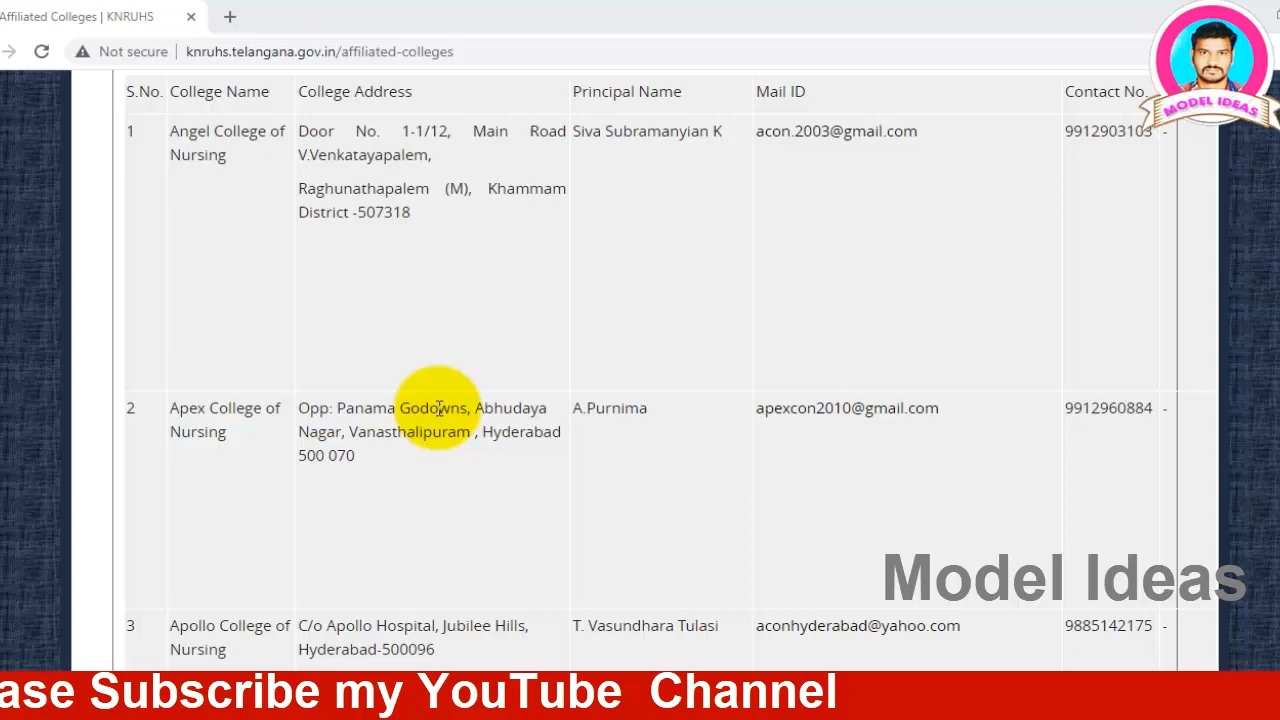 Affiliated Colleges | KNRUHS
Not secure knruhs.telangana.gov.in/affiliated-colleges
MODEL IDEAS
S.No. College Name College Address Principal Name Mail ID Contact No.
1 Angel College of Door No. 1-1/12, Main Road Siva Subramanyian K acon.2003@gmail.com 9912903103 -
Nursing V.Venkatayapalem,
Raghunathapalem (M), Khammam
District -507318
2 Apex College of Opp: Panama Godowns, Abhudaya A.Purnima apexcon2010@gmail.com 9912960884 -
Nursing Nagar, Vanasthalipuram , Hyderabad
500 070
Model Ideas
3 Apollo College of C/o Apollo Hospital, Jubilee Hills, T. Vasundhara Tulasi aconhyderabad@yahoo.com 9885142175 -
Nursing Hyderabad-500096
ase Subscribe my YouTube Channel